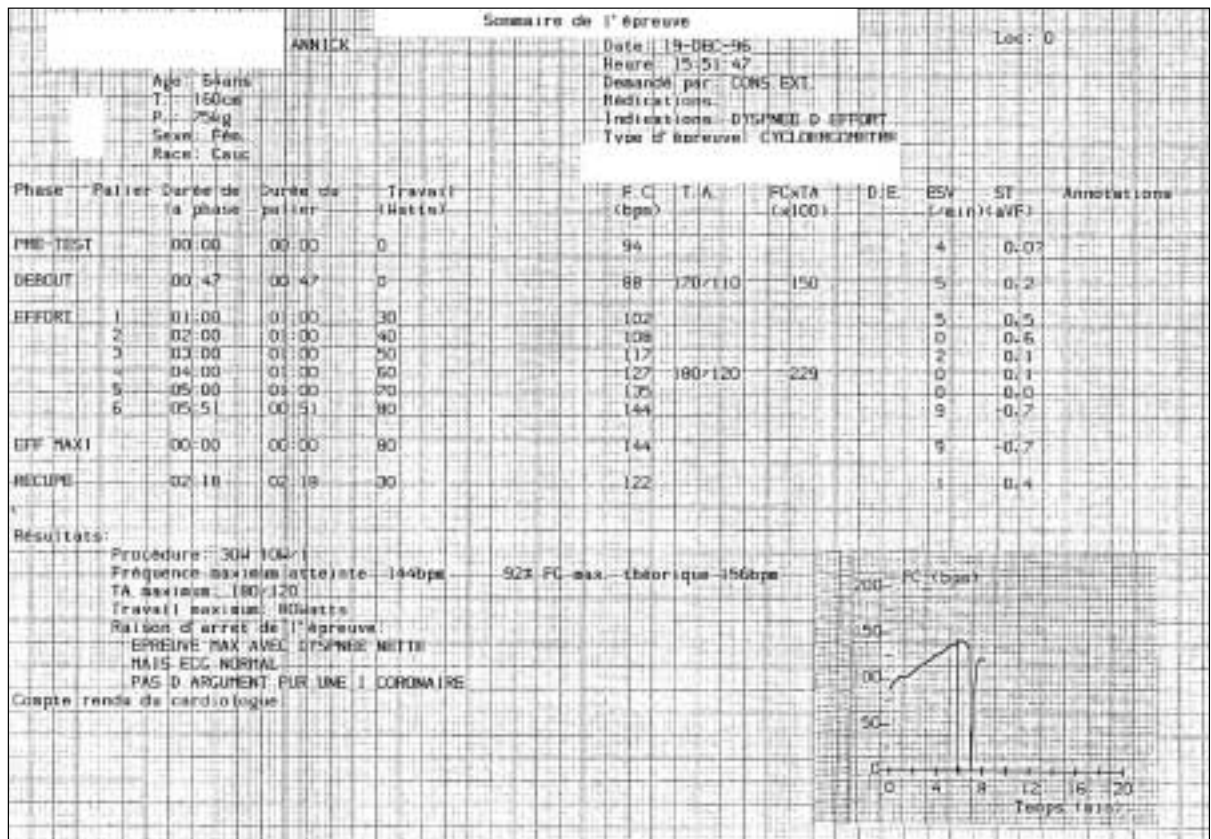 Sommaire de l'épreuve
ANNICK
Date: 19-DEC-96
Loc: 0
Heure: 15:51:47
Age: 64ans
Demandé par: CONS.EXT.
T.: 160cm
Médications:
P.: 75kg
Indications: DYSPNEE D EFFORT
Sexe: Fém.
Type d'épreuve: CYCLOERGOMETRE
Race: Cauc
Phase Palier Durée de Durée du Travail F.C. T.A. FCxTA D.E. ESV ST Annotations
la phase palier (Watts) (bpm) (x100) (/min) (aVF)
PRE-TEST 00:00 00:00 0 94 4 0.07
DEBOUT 00:47 00:47 0 88 170/110 150 5 0.2
EFFORT 1 01:00 01:00 30 102 5 0.5
2 02:00 01:00 40 108 0 0.6
3 03:00 01:00 50 117 2 0.1
4 04:00 01:00 60 127 180/120 229 0 0.1
5 05:00 01:00 70 135 0 0.0
6 05:51 00:51 80 144 9 -0.7
EFF MAXI 00:00 00:00 80 144 9 -0.7
RECUPE 02:18 02:18 30 122 1 0.4
Résultats:
Procédure: 30W 10W/1
Fréquence maximum atteinte 144bpm 92% FC max. théorique 156bpm
TA maximum: 180/120
Travail maximum: 80Watts
Raison d'arret de l'épreuve:
EPREUVE MAX AVEC DYSPNEE NETTE
MAIS ECG NORMAL
PAS D ARGUMENT PUR UNE I CORONAIRE
Compte rendu du cardiologue:
FC (bpm)
200
150
100
50
0
0 4 8 12 16 20
Temps (min)